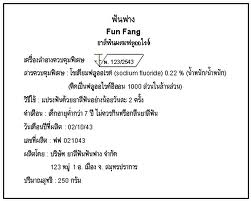 ฟันฟาง
Fun Fang
ยาสีฟันผสมฟลูออไรด์
เครื่องสำอางควบคุมพิเศษ พ. 123/2543
สารควบคุมพิเศษ : โซเดียมฟลูออไรด์ (sodium fluoride) 0.22 % (น้ำหนัก/น้ำหนัก)
(คิดเป็นฟลูออไรด์ไอออน 1000 ส่วนในล้านส่วน)
วิธีใช้ : แปรงฟันด้วยยาสีฟันอย่างน้อยวันละ 2 ครั้ง
คำเตือน : เด็กอายุต่ำกว่า 7 ปี ไม่ควรกินหรือกลืนยาสีฟัน
วันเดือนปีที่ผลิต : 02/10/43
เลขที่ผลิต : ฟฟ 021043
ผลิตโดย : บริษัท ยาสีฟันฟันฟาง จำกัด
123 หมู่ 1 อ. เมือง จ. สมุทรปราการ
ปริมาณสุทธิ : 250 กรัม